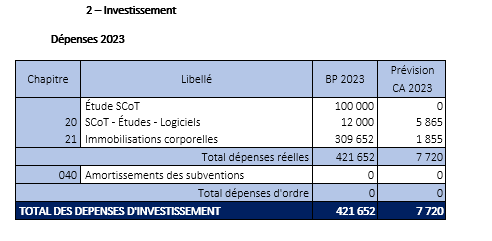 2 – Investissement
Dépenses 2023
Chapitre Libellé BP 2023 Prévision CA 2023
Étude SCoT 100 000 0
20 SCoT - Études - Logiciels 12 000 5 865
21 Immobilisations corporelles 309 652 1 855
Total dépenses réelles 421 652 7 720
040 Amortissements des subventions 0 0
Total dépenses d'ordre 0 0
TOTAL DES DEPENSES D'INVESTISSEMENT 421 652 7 720